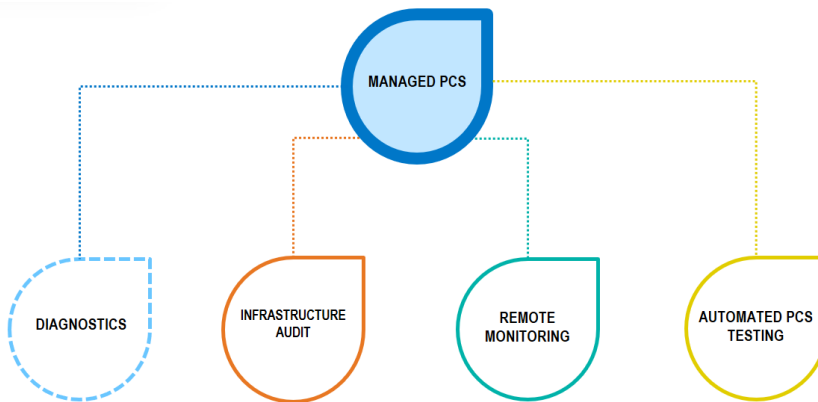 MANAGED PCS
DIAGNOSTICS
INFRASTRUCTURE
AUDIT
REMOTE
MONITORING
AUTOMATED PCS
TESTING